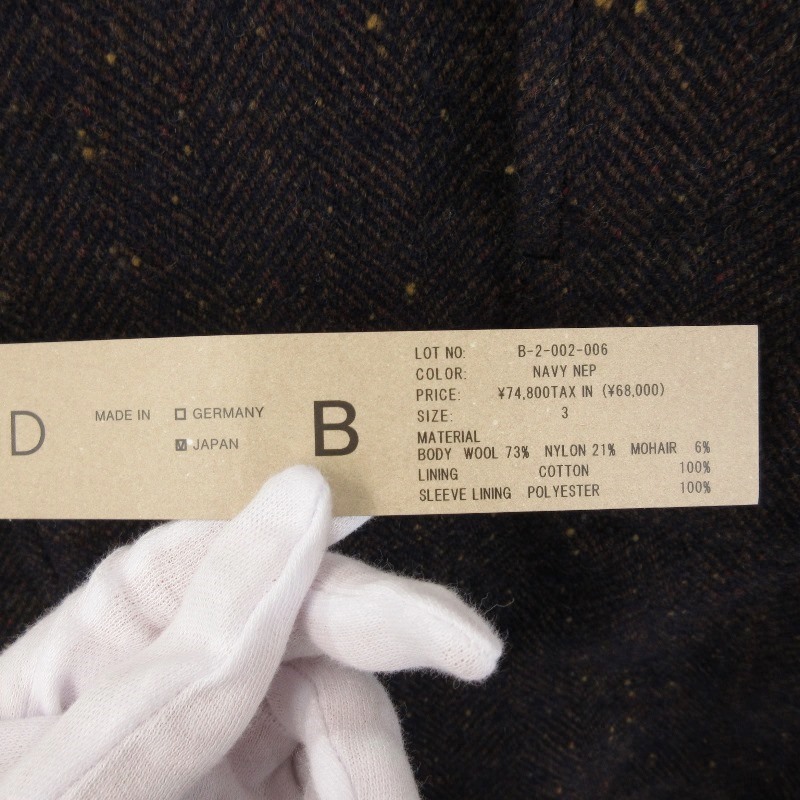 D
MADE IN
GERMANY
JAPAN
B
LOT NO: B-2-002-006
COLOR: NAVY NEP
PRICE: ¥74,800TAX IN (¥68,000)
SIZE: 3
MATERIAL
BODY WOOL 73% NYLON 21% MOHAIR 6%
LINING COTTON 100%
SLEEVE LINING POLYESTER 100%